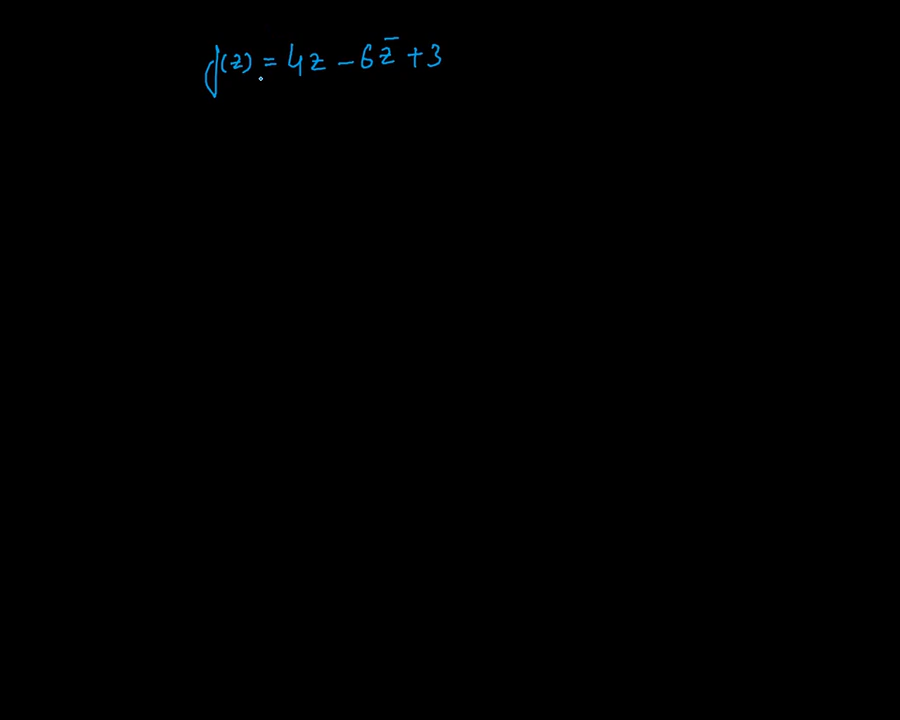 f(z) = 4z - 6z̄ + 3